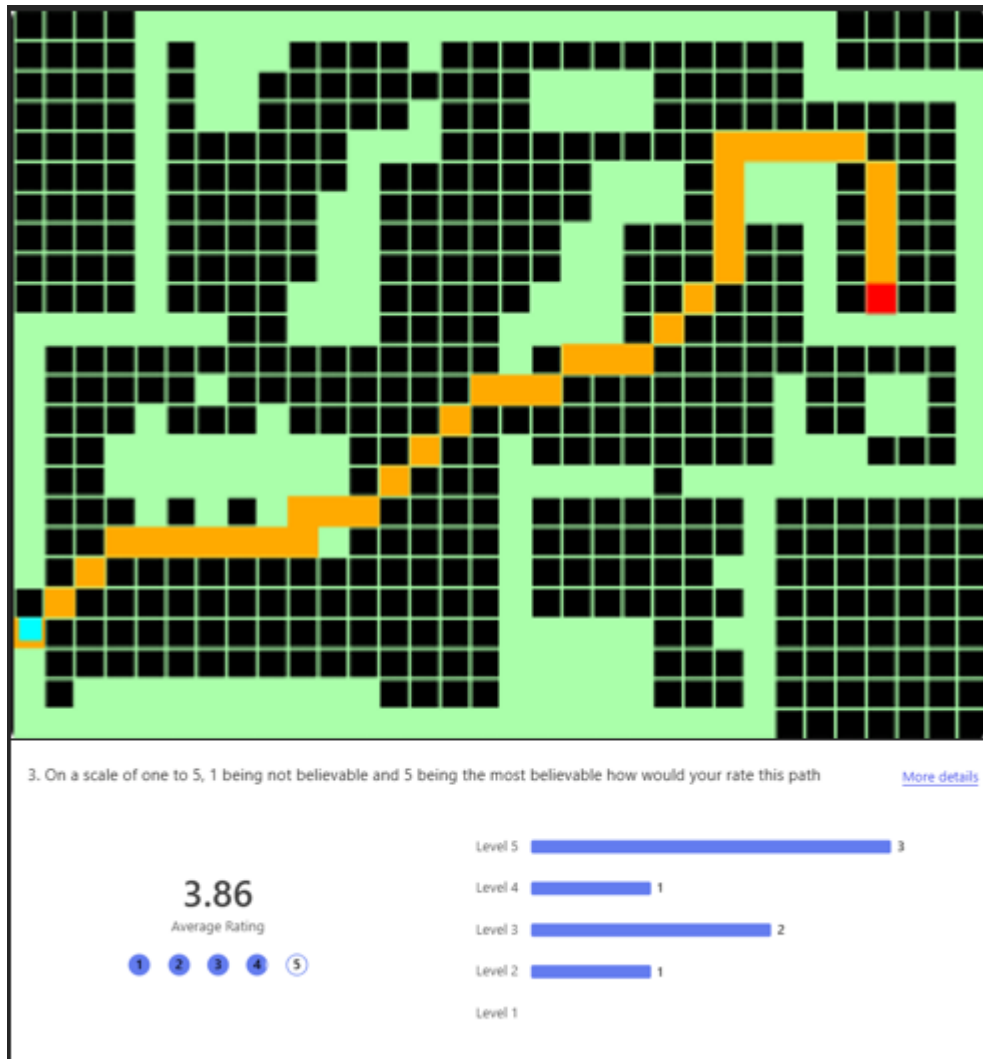 3. On a scale of one to 5, 1 being not believable and 5 being the most believable how would your rate this path
More details
3.86
Average Rating
1 2 3 4 5
Level 5 3
Level 4 1
Level 3 2
Level 2 1
Level 1